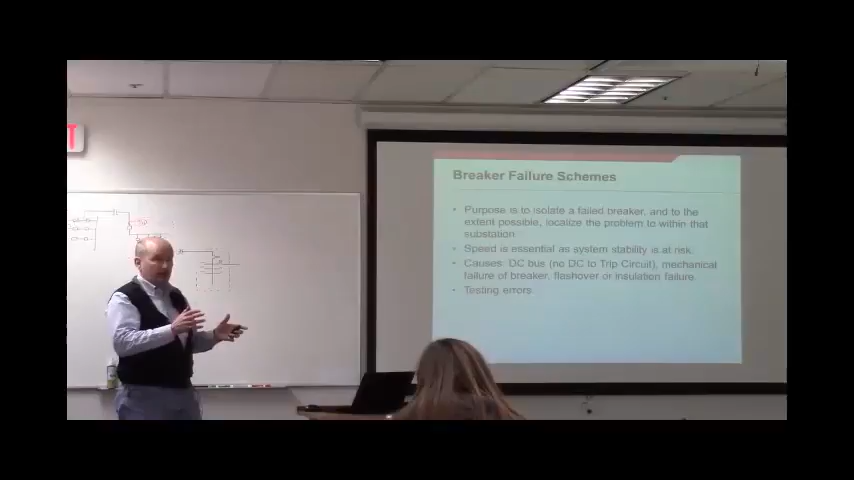 T
Breaker Failure Schemes
• Purpose is to isolate a failed breaker, and to the
extent possible, localize the problem to within that
substation.
• Speed is essential as system stability is at risk.
• Causes: DC bus (no DC to Trip Circuit), mechanical
failure of breaker, flashover or insulation failure.
• Testing errors